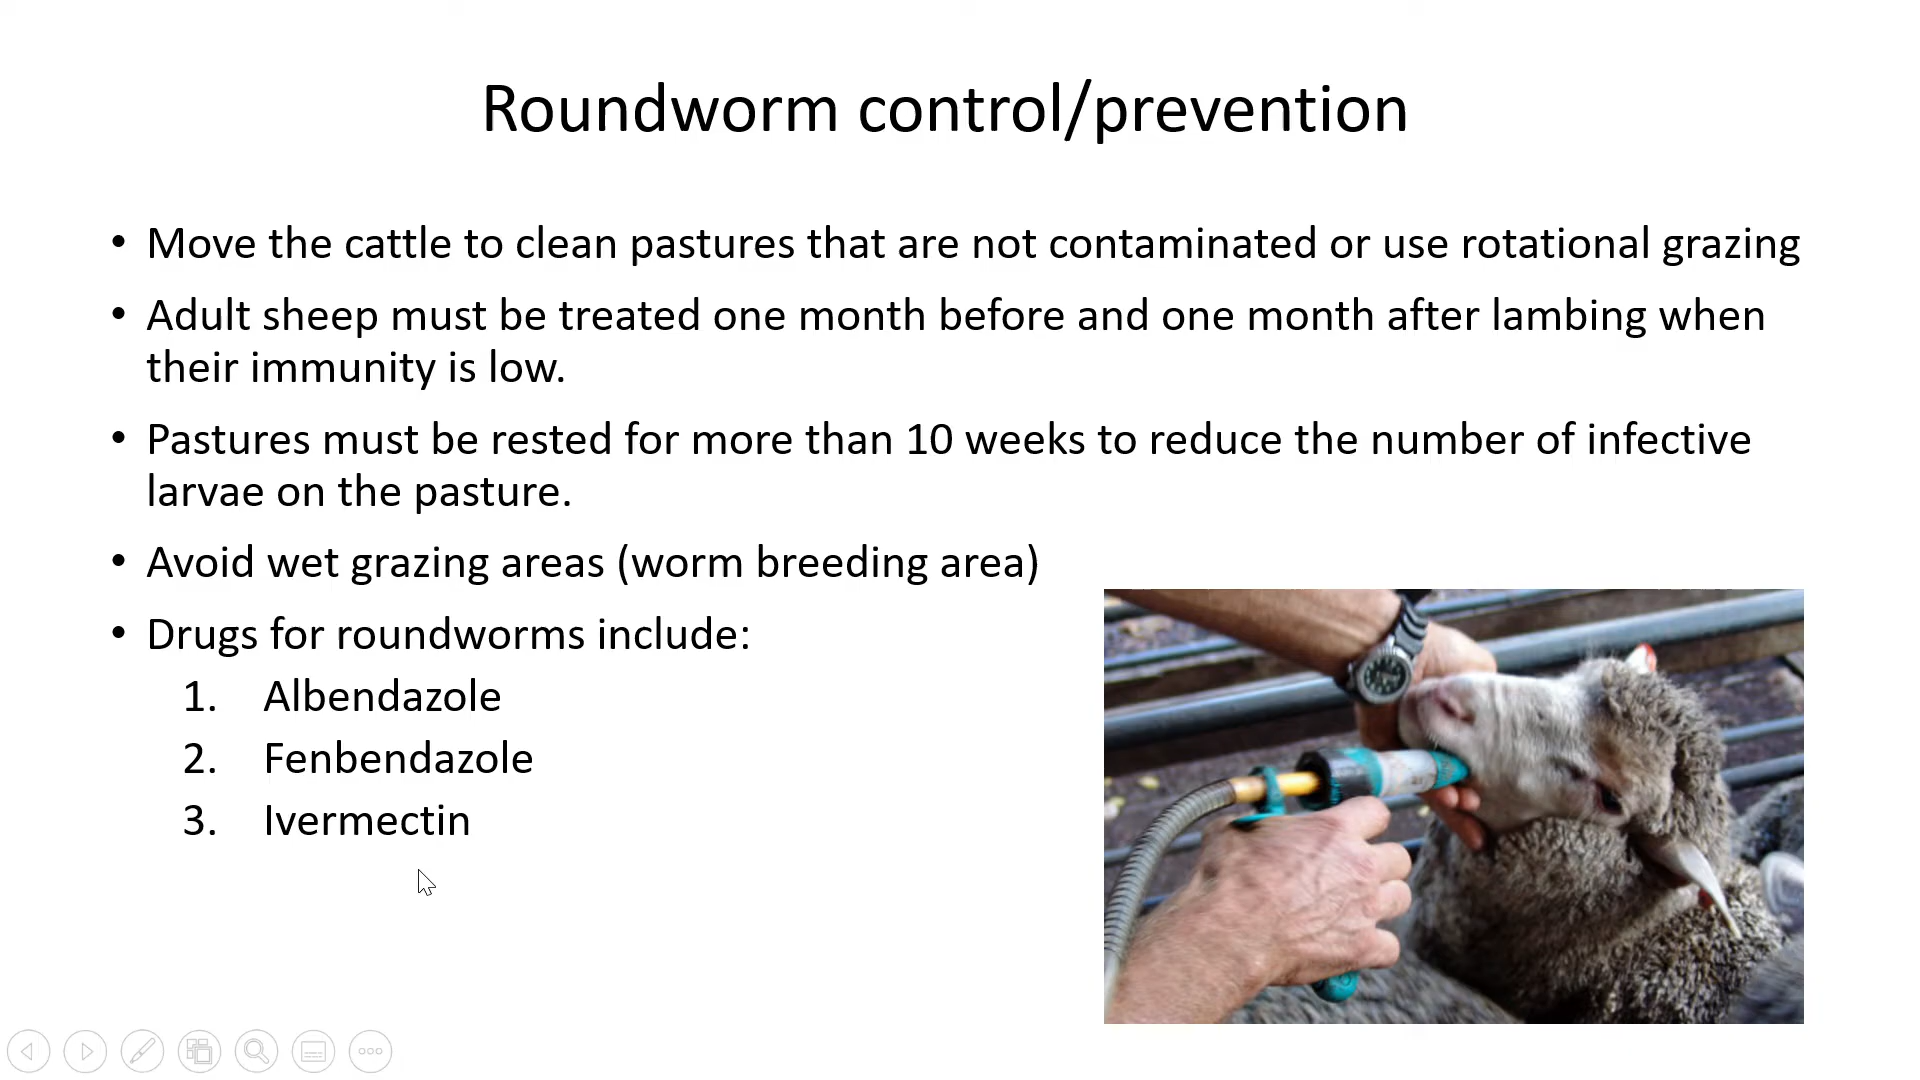 Roundworm control/prevention
• Move the cattle to clean pastures that are not contaminated or use rotational grazing
• Adult sheep must be treated one month before and one month after lambing when
their immunity is low.
• Pastures must be rested for more than 10 weeks to reduce the number of infective
larvae on the pasture.
• Avoid wet grazing areas (worm breeding area)
• Drugs for roundworms include:
1. Albendazole
2. Fenbendazole
3. Ivermectin